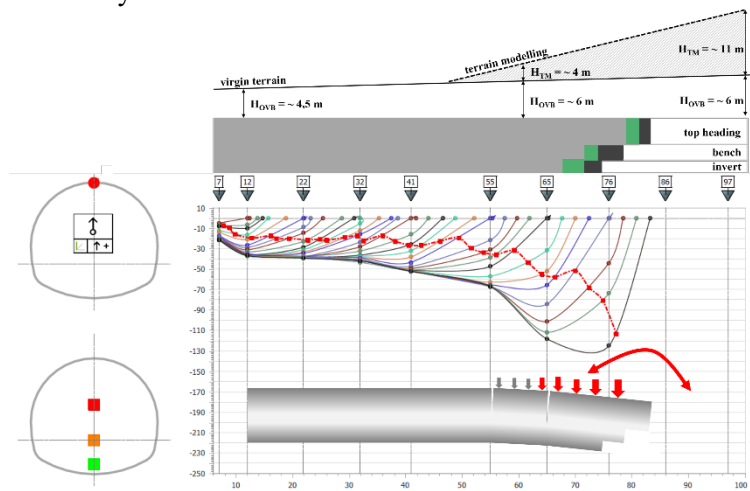 virgin terrain
terrain modelling
H_TM = ~ 11 m
H_TM = ~ 4 m
H_OVB = ~ 4,5 m
H_OVB = ~ 6 m
H_OVB = ~ 6 m
top heading
bench
invert
7 12 22 32 41 55 65 76 86 97
10
0
-10
-30
-50
-70
-90
-110
-130
-150
-170
-190
-210
-230
-250
10 20 30 40 50 60 70 80 90 100